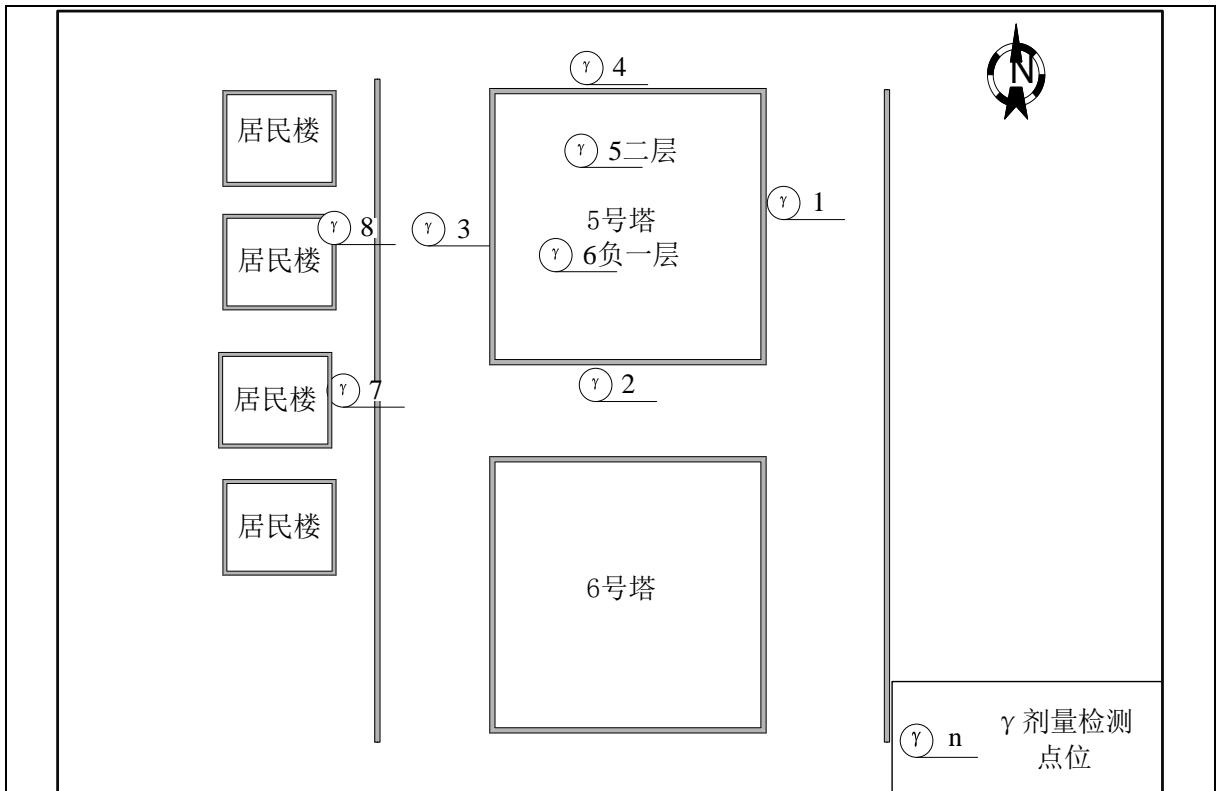 N
γ 4
居民楼
γ 5二层
γ 1
5号塔
γ 8
γ 3
居民楼
γ 6负一层
γ 7
γ 2
居民楼
居民楼
6号塔
γ n
γ 剂量检测
点位